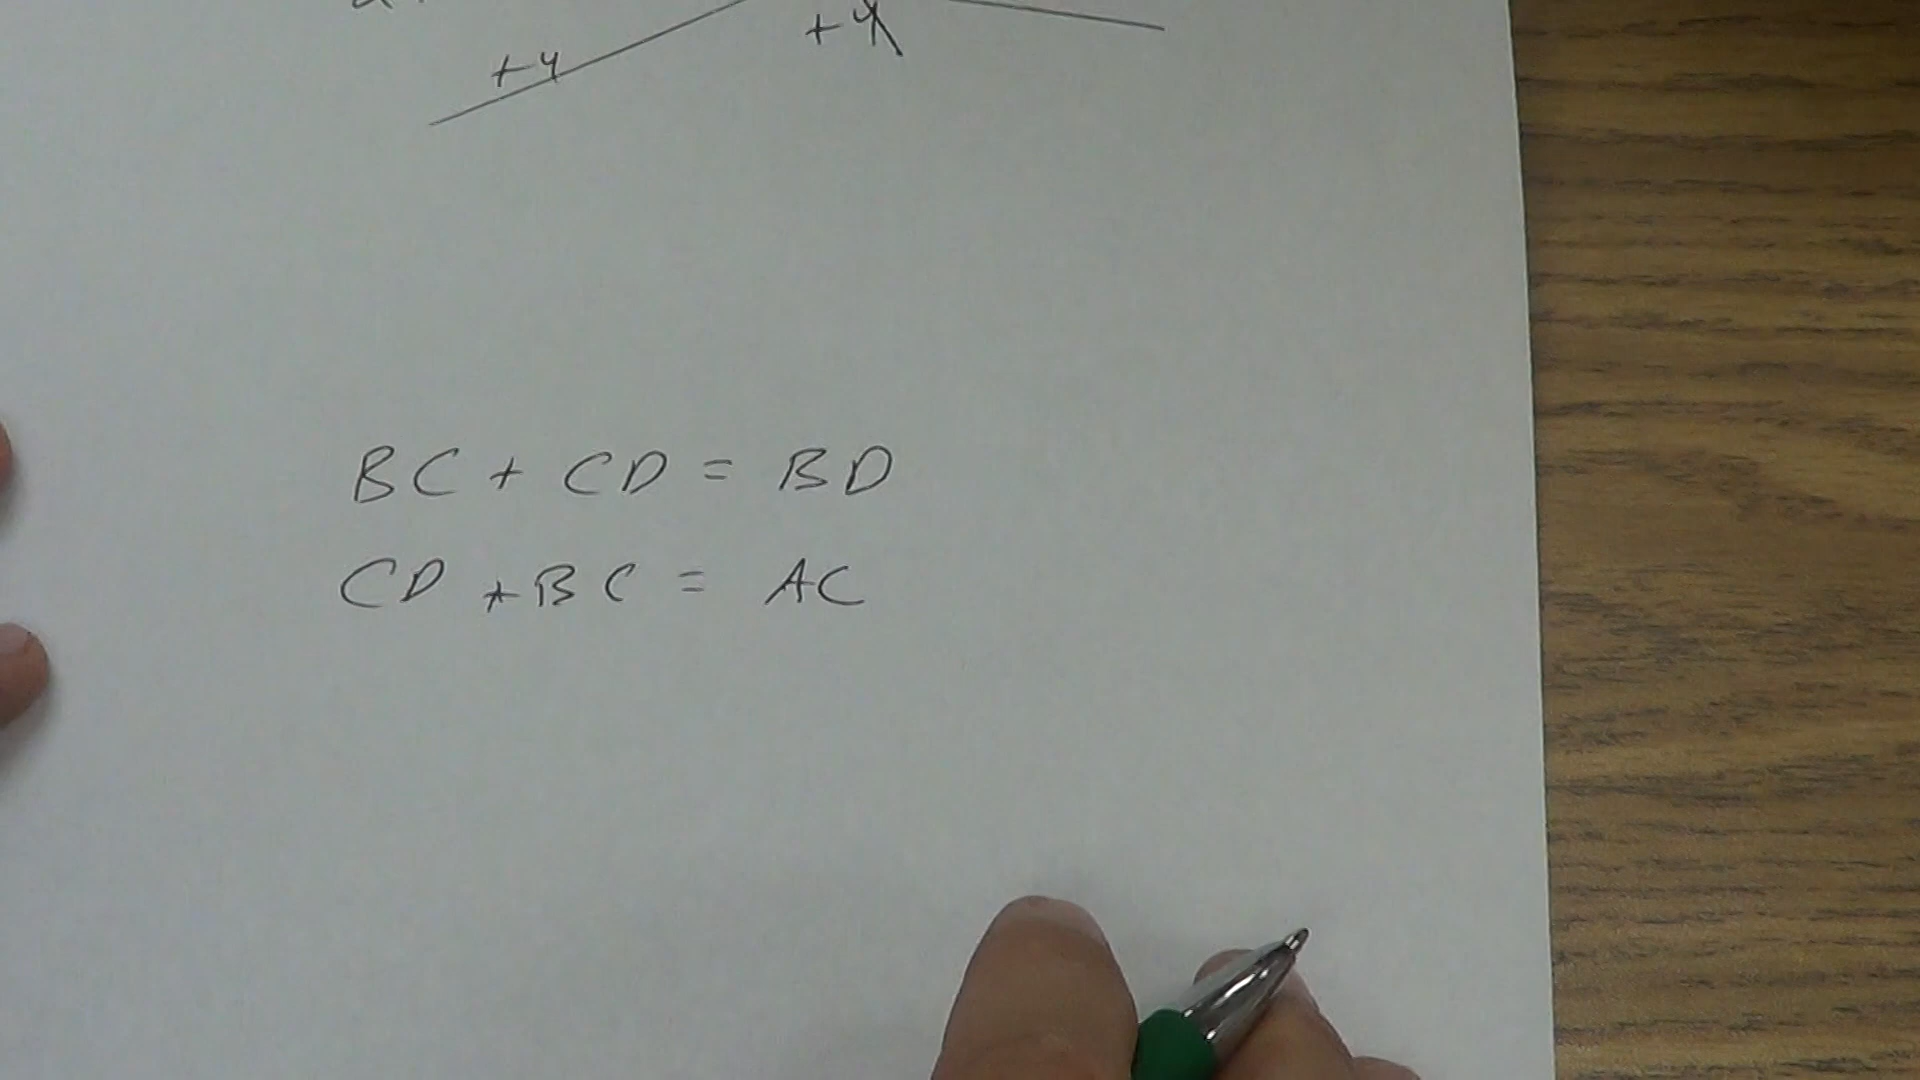 +4
+4
BC + CD = BD
CD + BC = AC